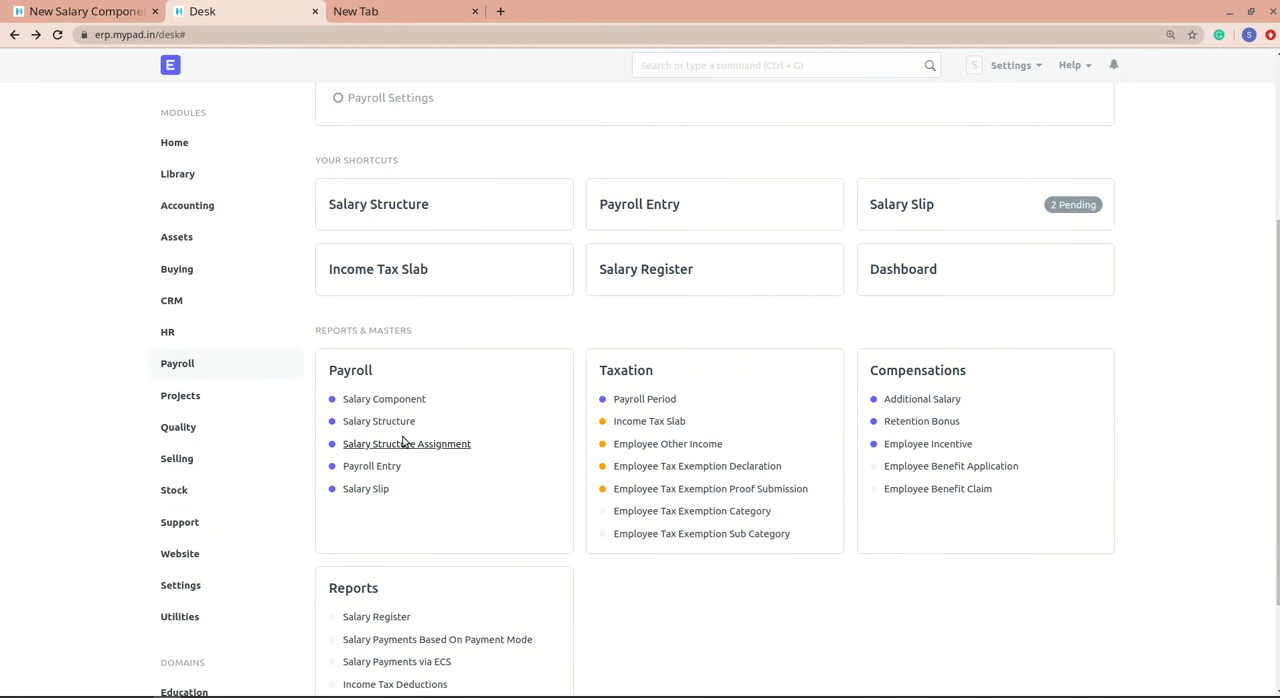 New Salary Compone
Desk
New Tab
erp.mypad.in/desk#
S
E
Search or type a command (Ctrl + G)
S
Settings
Help
MODULES
Home
Library
Accounting
Assets
Buying
CRM
HR
Payroll
Projects
Quality
Selling
Stock
Support
Website
Settings
Utilities
DOMAINS
Education
Payroll Settings
YOUR SHORTCUTS
Salary Structure
Payroll Entry
Salary Slip
2 Pending
Income Tax Slab
Salary Register
Dashboard
REPORTS & MASTERS
Payroll
Salary Component
Salary Structure
Salary Structure Assignment
Payroll Entry
Salary Slip
Taxation
Payroll Period
Income Tax Slab
Employee Other Income
Employee Tax Exemption Declaration
Employee Tax Exemption Proof Submission
Employee Tax Exemption Category
Employee Tax Exemption Sub Category
Compensations
Additional Salary
Retention Bonus
Employee Incentive
Employee Benefit Application
Employee Benefit Claim
Reports
Salary Register
Salary Payments Based On Payment Mode
Salary Payments via ECS
Income Tax Deductions